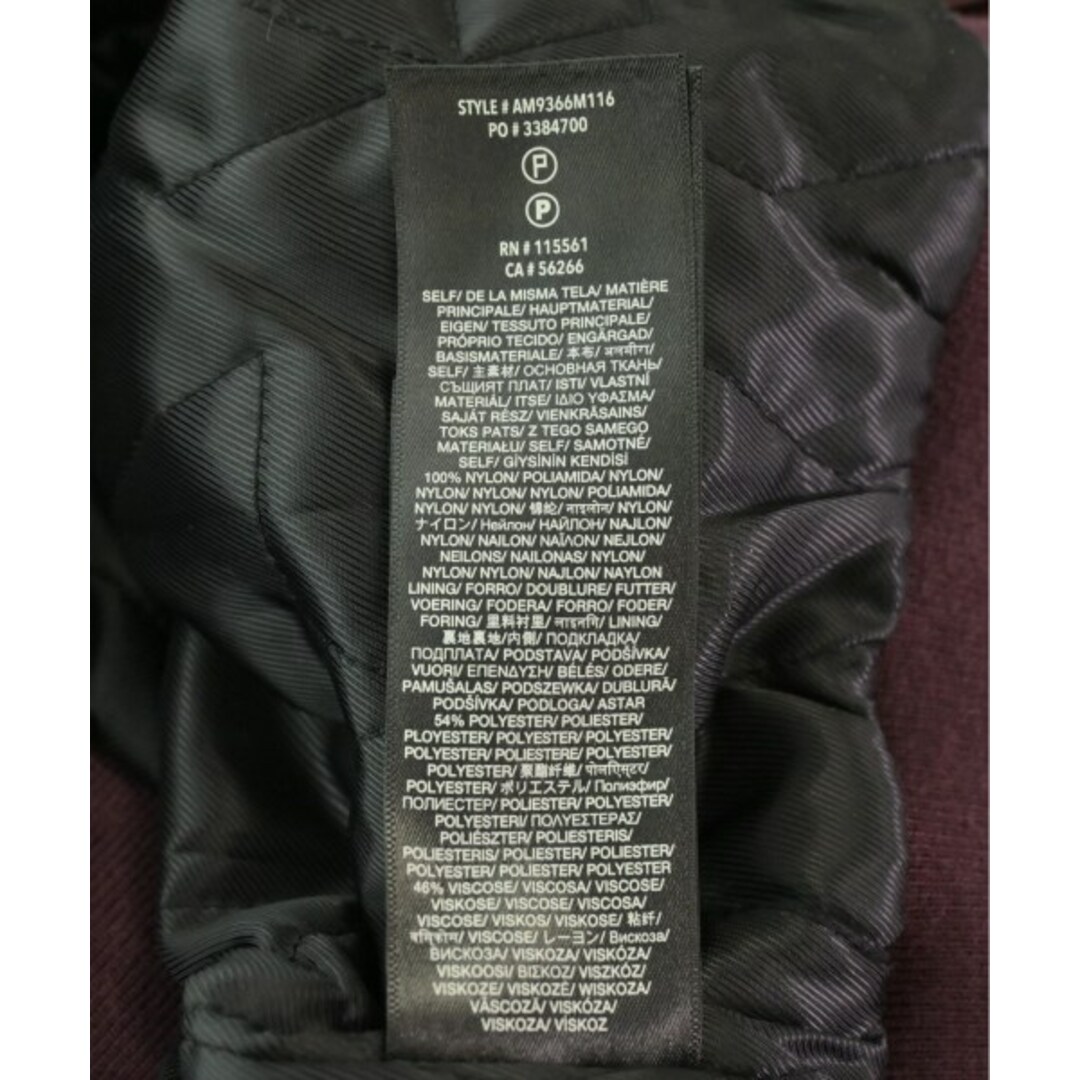 STYLE # AM9366M116
PO # 3384700
P
P
RN # 115561
CA # 56266
SELF/ DE LA MISMA TELA/ MATIÈRE
PRINCIPALE/ HAUPTMATERIAL/
EIGEN/ TESSUTO PRINCIPALE/
PRÓPRIO TECIDO/ ENGÅRGAD/
BASISMATERIALE/ 本布/
SELF/ 主素材/ ОСНОВНАЯ ТКАНЬ/
СЪЩИЯТ ПЛАТ/ ISTI/ VLASTNÍ
MATERIÁL/ ITSE/ ΙΔΙΟ ΥΦΑΣΜΑ/
SAJÁT RÉSZ/ VIENKRĀSAINS/
TOKS PATS/ Z TEGO SAMEGO
MATERIAŁU/ SELF/ SAMOTNÉ/
SELF/ GİYSİNİN KENDİSİ
100% NYLON/ POLIAMIDA/ NYLON/
NYLON/ NYLON/ NYLON/ POLIAMIDA/
NYLON/ NYLON/ 锦纶/ नाइलोन/ NYLON/
ナイロン/ Нейлон/ НАЙЛОН/ NAJLON/
NYLON/ NAILON/ ΝΑΪΛΟΝ/ NEJLON/
NEILONS/ NAILONAS/ NYLON/
NYLON/ NYLON/ NAJLON/ NAYLON
LINING/ FORRO/ DOUBLURE/ FUTTER/
VOERING/ FODERA/ FORRO/ FODER/
FORING/ 里料衬里/ लाइनिंग/ LINING/
裏地裏地/内側/ ПОДКЛАДКА/
ПОДПЛАТА/ PODSTAVA/ PODŠÍVKA/
VUORI/ ΕΠΕΝΔΥΣΗ/ BÉLÉS/ ODERE/
PAMUŠALAS/ PODSZEWKA/ DUBLURĂ/
PODŠÍVKA/ PODLOGA/ ASTAR
54% POLYESTER/ POLIESTER/
PLOYESTER/ POLYESTER/ POLYESTER/
POLYESTER/ POLIESTERE/ POLYESTER/
POLYESTER/ 聚酯纤维/ पोलएिस्टर/
POLYESTER/ ポリエステル/ Полиэфир/
ПОЛИЕСТЕР/ POLIESTER/ POLYESTER/
POLYESTERI/ ΠΟΛΥΕΣΤΕΡΑΣ/
POLIÉSZTER/ POLIESTERIS/
POLIESTERIS/ POLIESTER/ POLIESTER/
POLYESTER/ POLIESTER/ POLYESTER
46% VISCOSE/ VISCOSA/ VISCOSE/
VISKOSE/ VISCOSE/ VISCOSA/
VISCOSE/ VISKOS/ VISKOSE/ 粘纤/
VISCOSE/ レーヨン/ Вискоза/
ВИСКОЗА/ VISKOZA/ VISKÓZA/
VISKOOSI/ ΒΙΣΚΟΖ/ VISZKÓZ/
VISKOZE/ VISKOZĖ/ WISKOZA/
VÂSCOZĂ/ VISKÓZA/
VISKOZA/ VİSKOZ